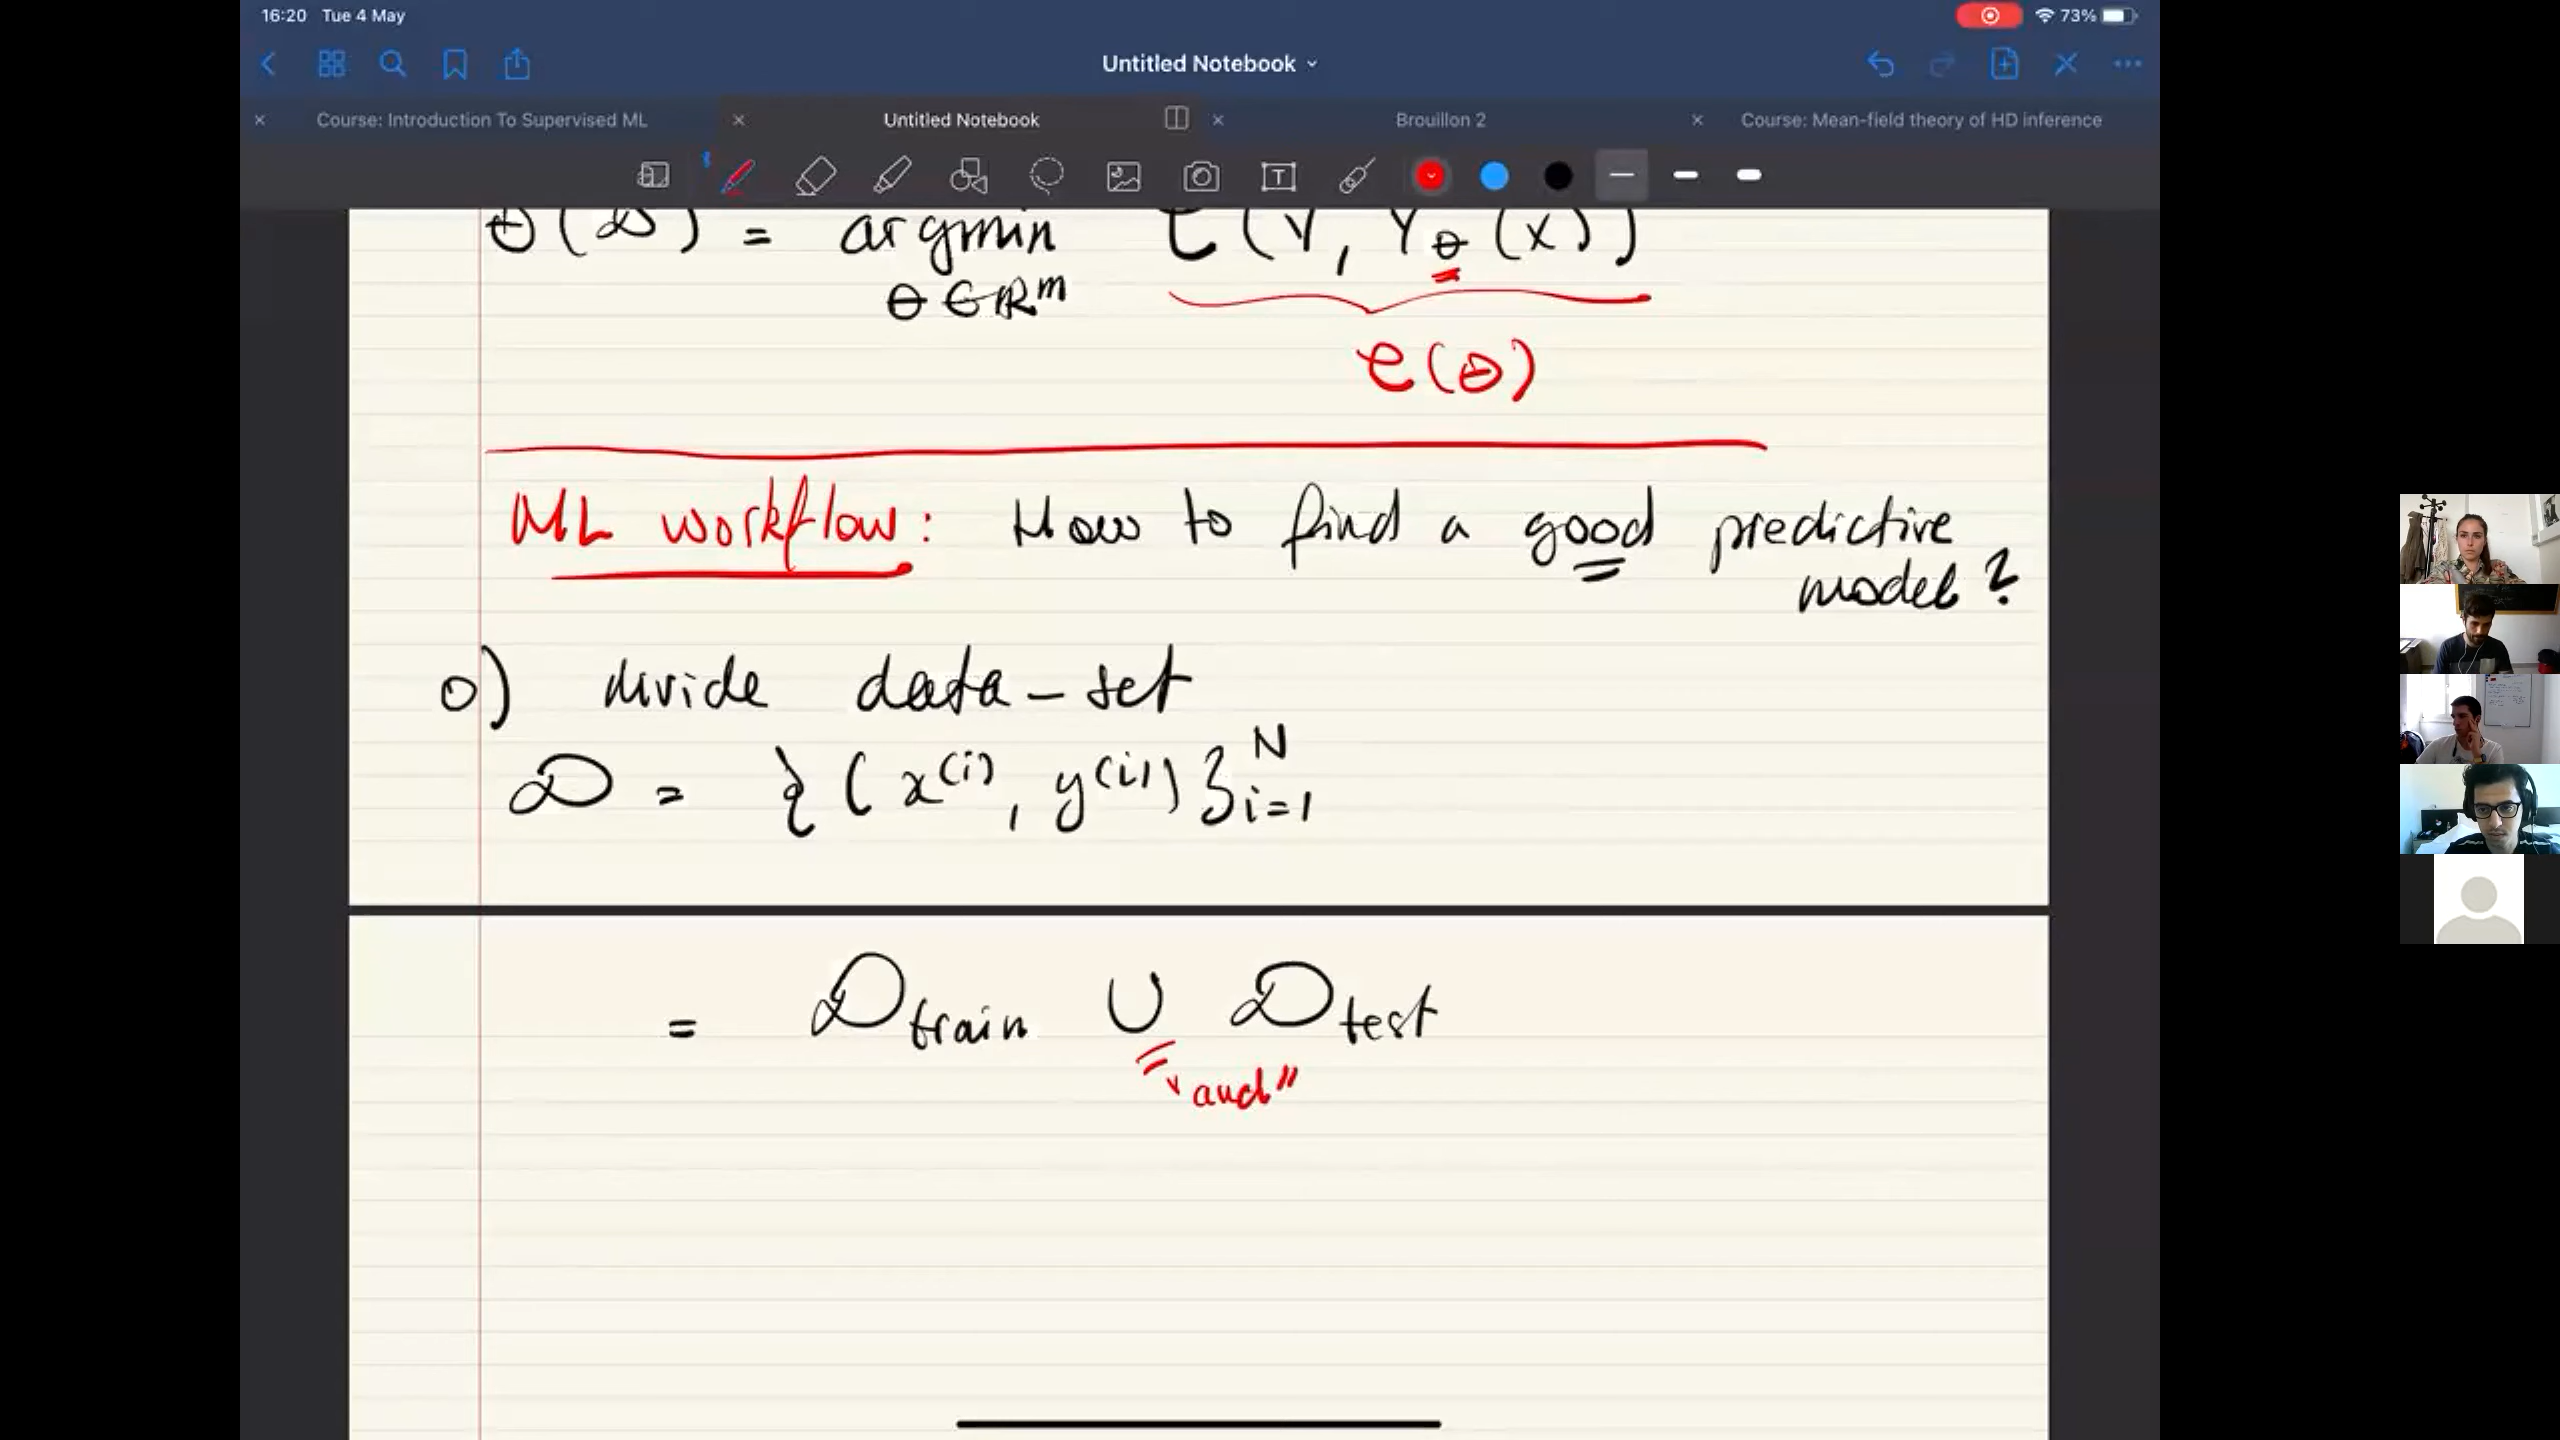 16:20 Tue 4 May 73%
Untitled Notebook
Course: Introduction To Supervised ML Untitled Notebook Brouillon 2 Course: Mean-field theory of HD inference
T
θ(𝒟) = argmin 𝒞(Y, Y_θ(X))
θ∈ℝ^m
𝒞(θ)
ML workflow: How to find a good predictive
model?
0) divide data-set
𝒟 = {(x^(i), y^(i))}_{i=1}^N
= 𝒟train ∪ 𝒟test
"and"